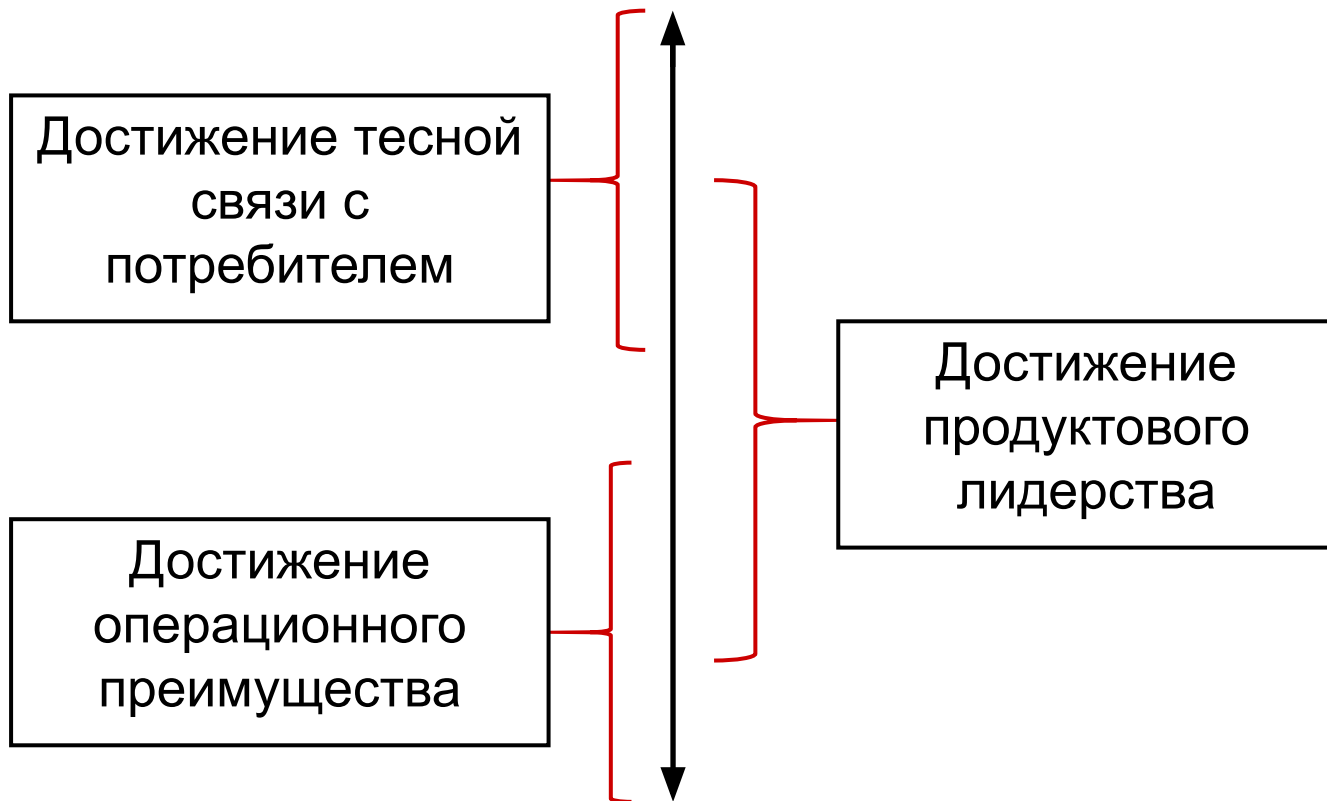 Достижение тесной
связи с
потребителем
Достижение
продуктового
лидерства
Достижение
операционного
преимущества